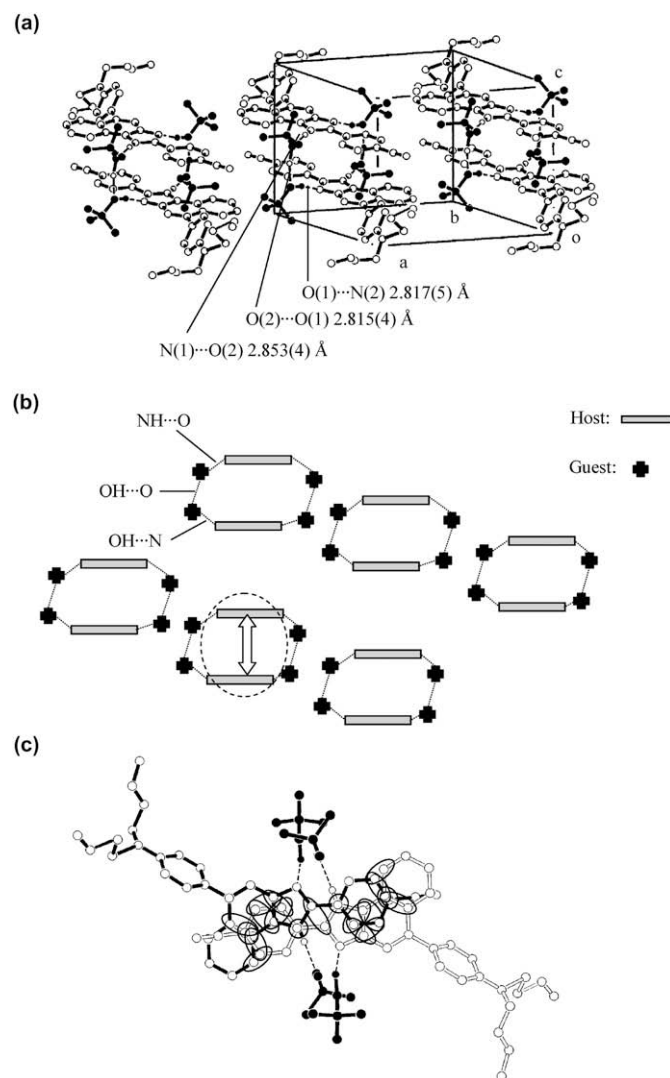 (a)
c
b
o
a
O(1)···N(2) 2.817(5) Å
O(2)···O(1) 2.815(4) Å
N(1)···O(2) 2.853(4) Å
(b)
NH···O
Host:
Guest:
OH···O
OH···N
(c)